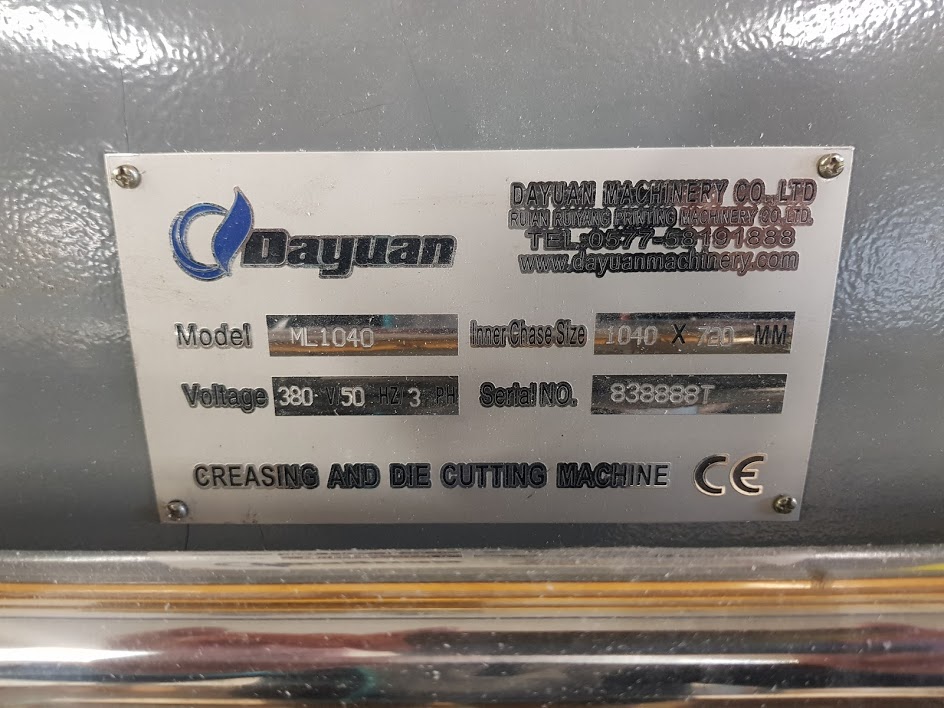 Dayuan
DAYUAN MACHINERY CO.,LTD
RUIAN RUIYANG PRINTING MACHINERY CO. LTD.
TEL:0577-58191888
www.dayuanmachinery.com
Model ML1040 Inner Chase Size 1040 X 720 MM
Voltage 380 V 50 HZ 3 PH Serial NO. 838888T
CREASING AND DIE CUTTING MACHINE CE